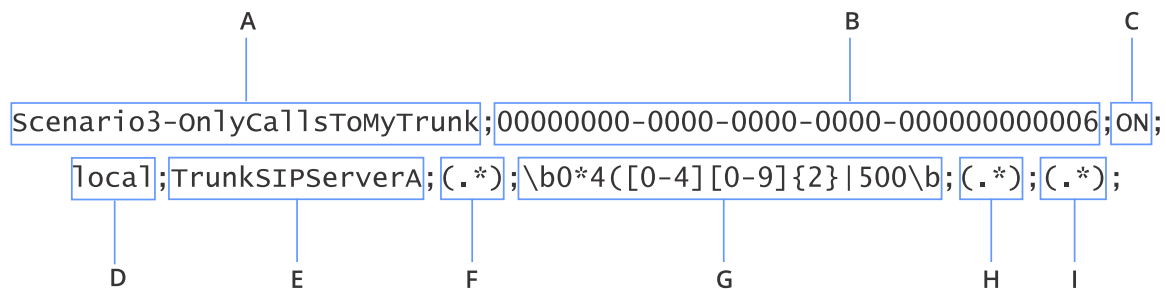 A B C
Scenario3-OnlyCallsToMyTrunk;00000000-0000-0000-0000-000000000006;ON;
local;TrunkSIPServerA;(.*);\b0*4([0-4][0-9]{2}|500\b;(.*);(.*);
D E F G H I